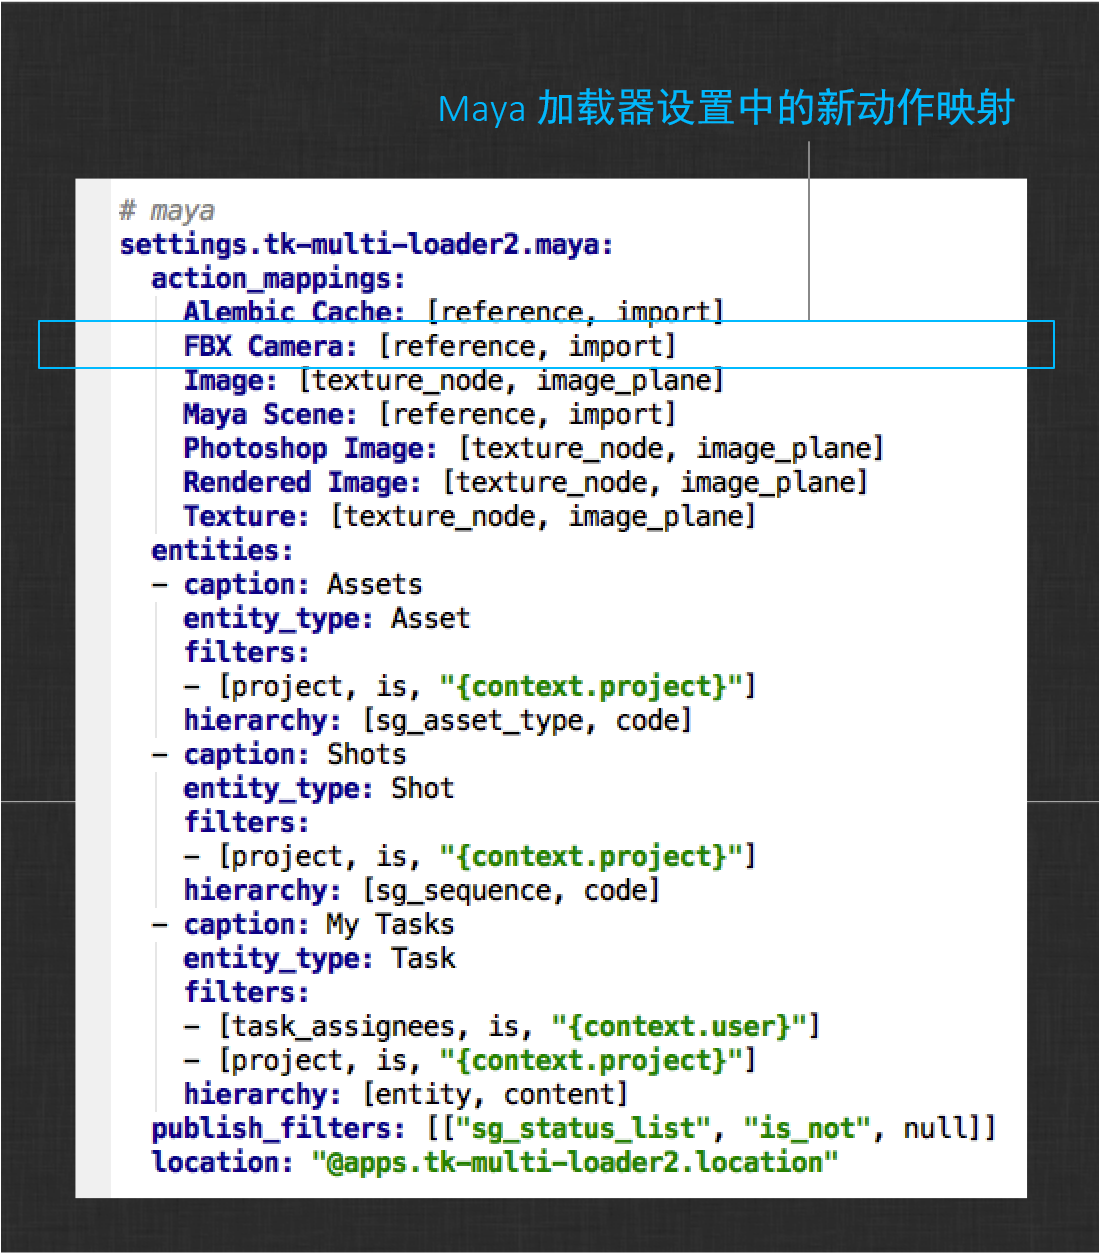 Maya 加载器设置中的新动作映射
# maya
settings.tk-multi-loader2.maya:
action_mappings:
Alembic Cache: [reference, import]
FBX Camera: [reference, import]
Image: [texture_node, image_plane]
Maya Scene: [reference, import]
Photoshop Image: [texture_node, image_plane]
Rendered Image: [texture_node, image_plane]
Texture: [texture_node, image_plane]
entities:
- caption: Assets
entity_type: Asset
filters:
- [project, is, "{context.project}"]
hierarchy: [sg_asset_type, code]
- caption: Shots
entity_type: Shot
filters:
- [project, is, "{context.project}"]
hierarchy: [sg_sequence, code]
- caption: My Tasks
entity_type: Task
filters:
- [task_assignees, is, "{context.user}"]
- [project, is, "{context.project}"]
hierarchy: [entity, content]
publish_filters: [["sg_status_list", "is_not", null]]
location: "@apps.tk-multi-loader2.location"